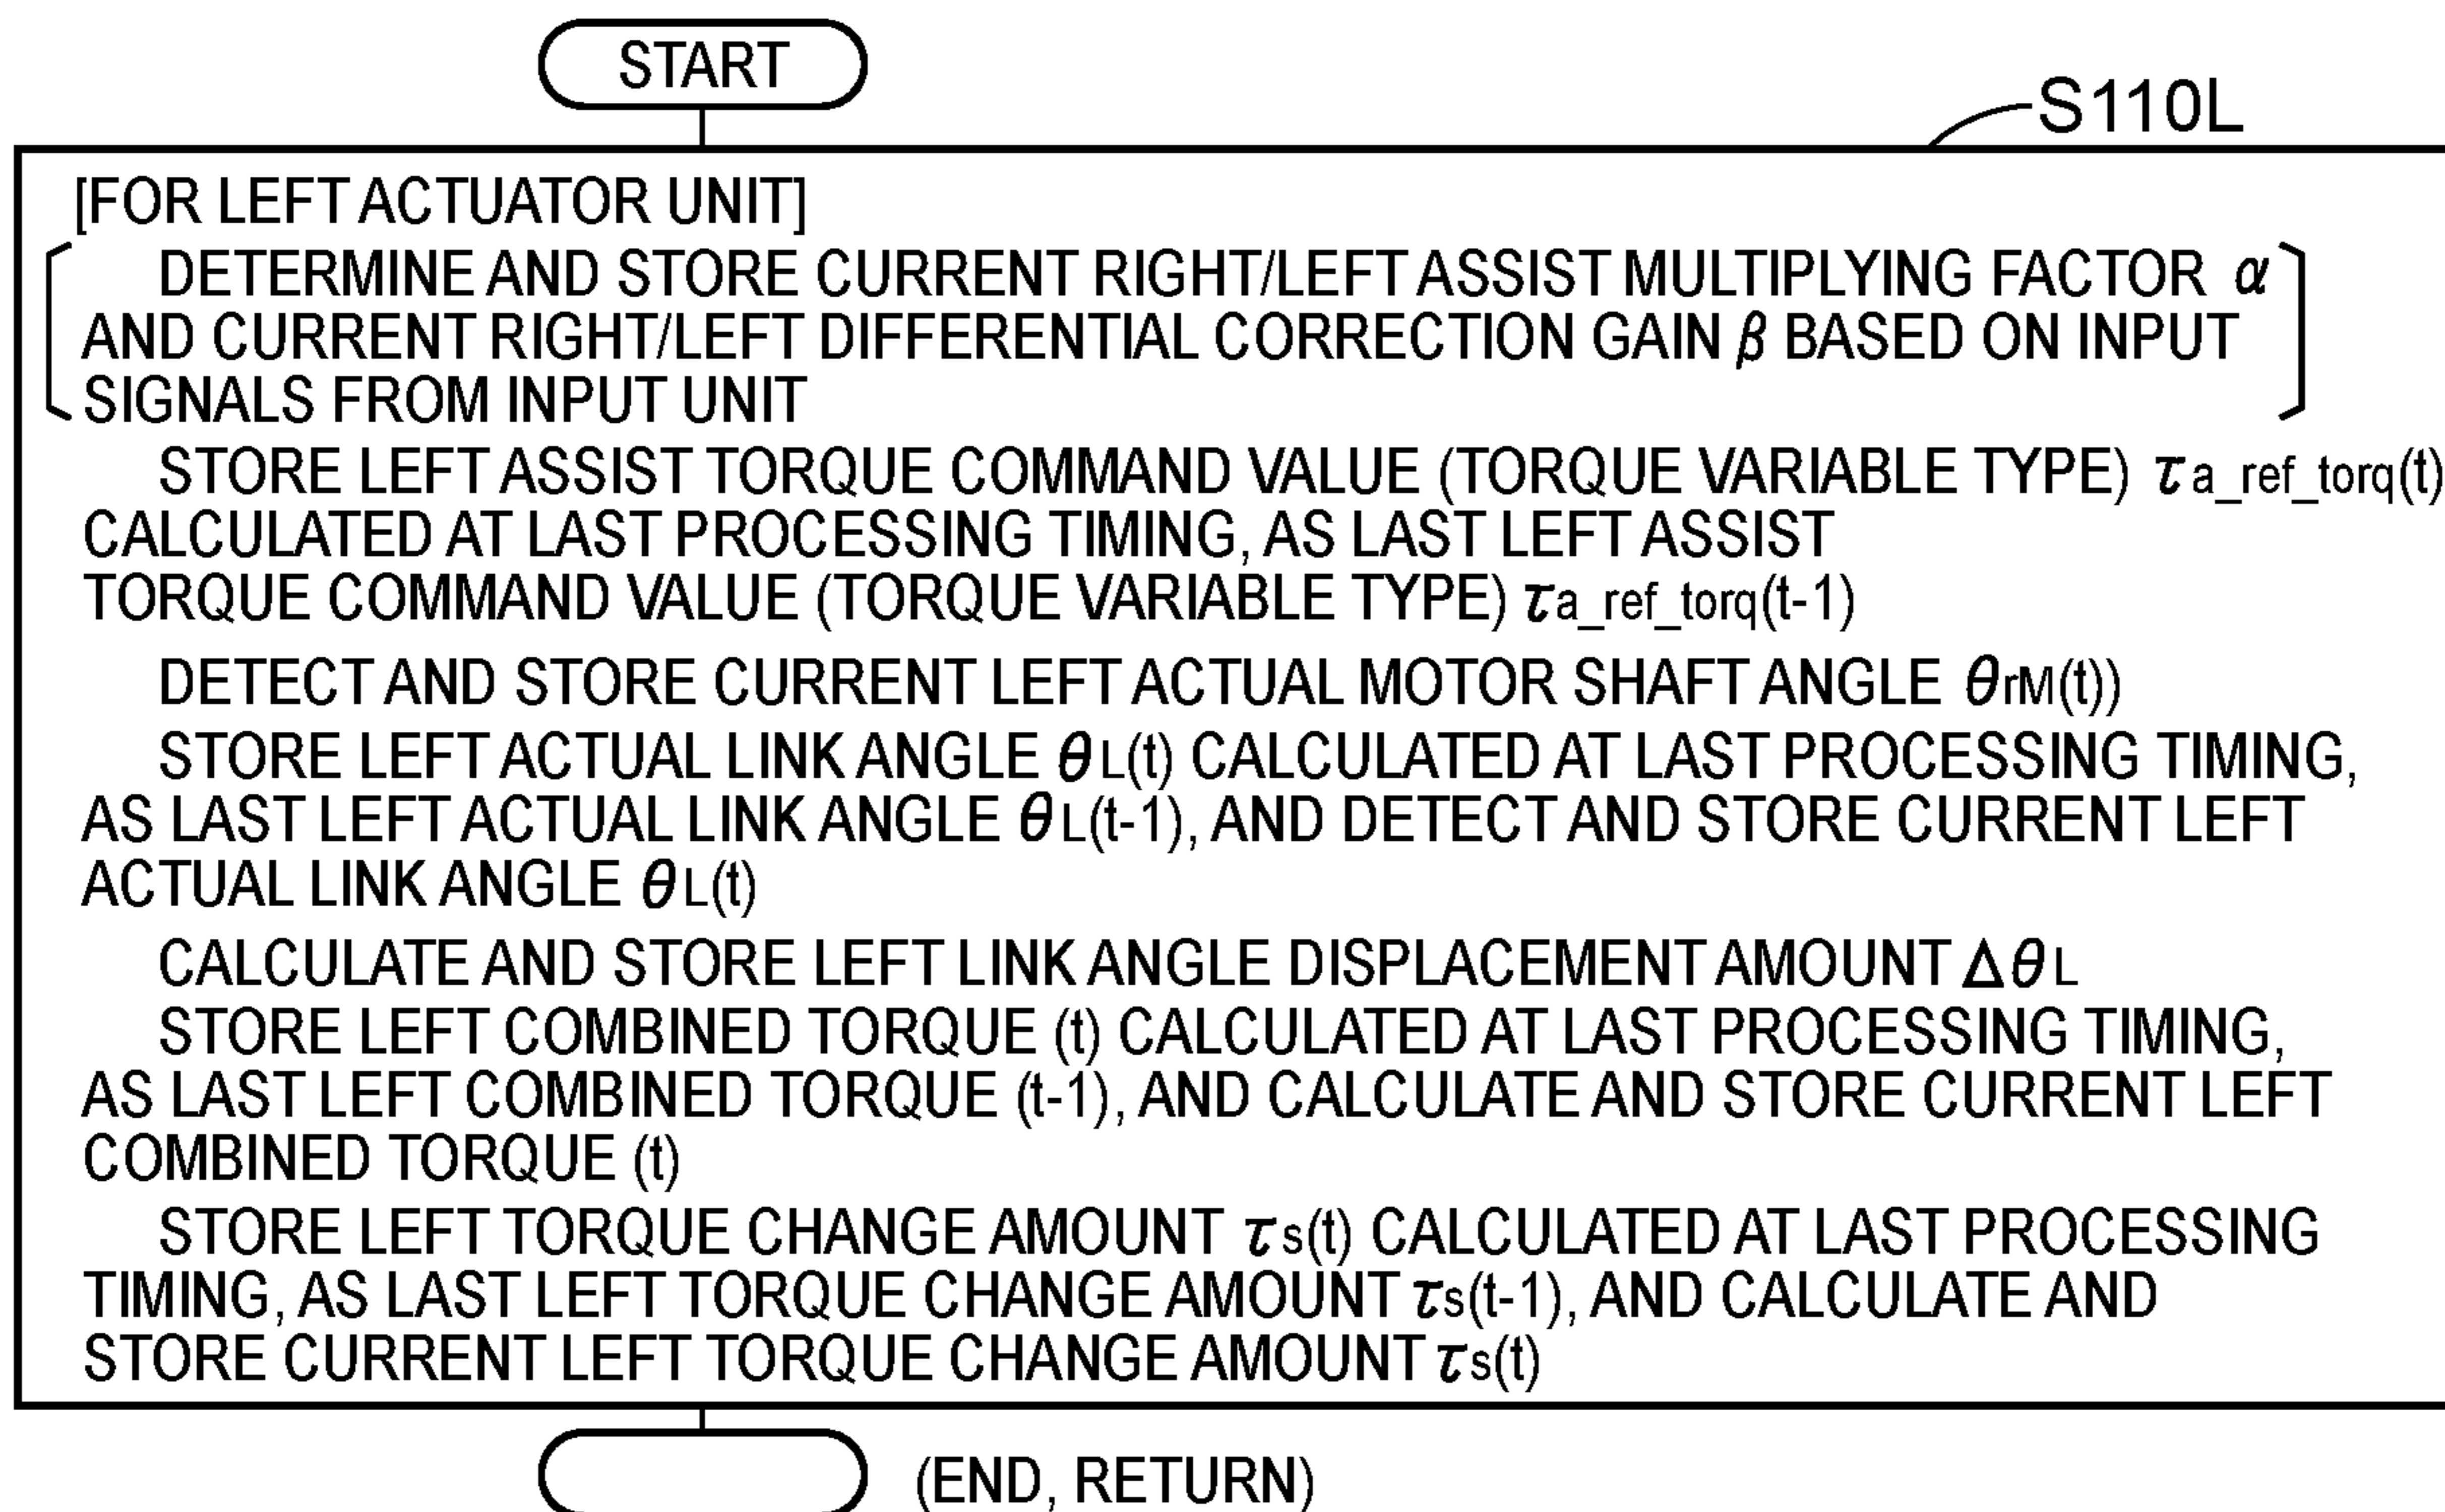 START
S110L
[FOR LEFT ACTUATOR UNIT]
DETERMINE AND STORE CURRENT RIGHT/LEFT ASSIST MULTIPLYING FACTOR α
AND CURRENT RIGHT/LEFT DIFFERENTIAL CORRECTION GAIN β BASED ON INPUT
SIGNALS FROM INPUT UNIT
STORE LEFT ASSIST TORQUE COMMAND VALUE (TORQUE VARIABLE TYPE) τa_ref_torq(t)
CALCULATED AT LAST PROCESSING TIMING, AS LAST LEFT ASSIST
TORQUE COMMAND VALUE (TORQUE VARIABLE TYPE) τa_ref_torq(t-1)
DETECT AND STORE CURRENT LEFT ACTUAL MOTOR SHAFT ANGLE θrM(t))
STORE LEFT ACTUAL LINK ANGLE θL(t) CALCULATED AT LAST PROCESSING TIMING,
AS LAST LEFT ACTUAL LINK ANGLE θL(t-1), AND DETECT AND STORE CURRENT LEFT
ACTUAL LINK ANGLE θL(t)
CALCULATE AND STORE LEFT LINK ANGLE DISPLACEMENT AMOUNT ΔθL
STORE LEFT COMBINED TORQUE (t) CALCULATED AT LAST PROCESSING TIMING,
AS LAST LEFT COMBINED TORQUE (t-1), AND CALCULATE AND STORE CURRENT LEFT
COMBINED TORQUE (t)
STORE LEFT TORQUE CHANGE AMOUNT τs(t) CALCULATED AT LAST PROCESSING
TIMING, AS LAST LEFT TORQUE CHANGE AMOUNT τs(t-1), AND CALCULATE AND
STORE CURRENT LEFT TORQUE CHANGE AMOUNT τs(t)
(END, RETURN)